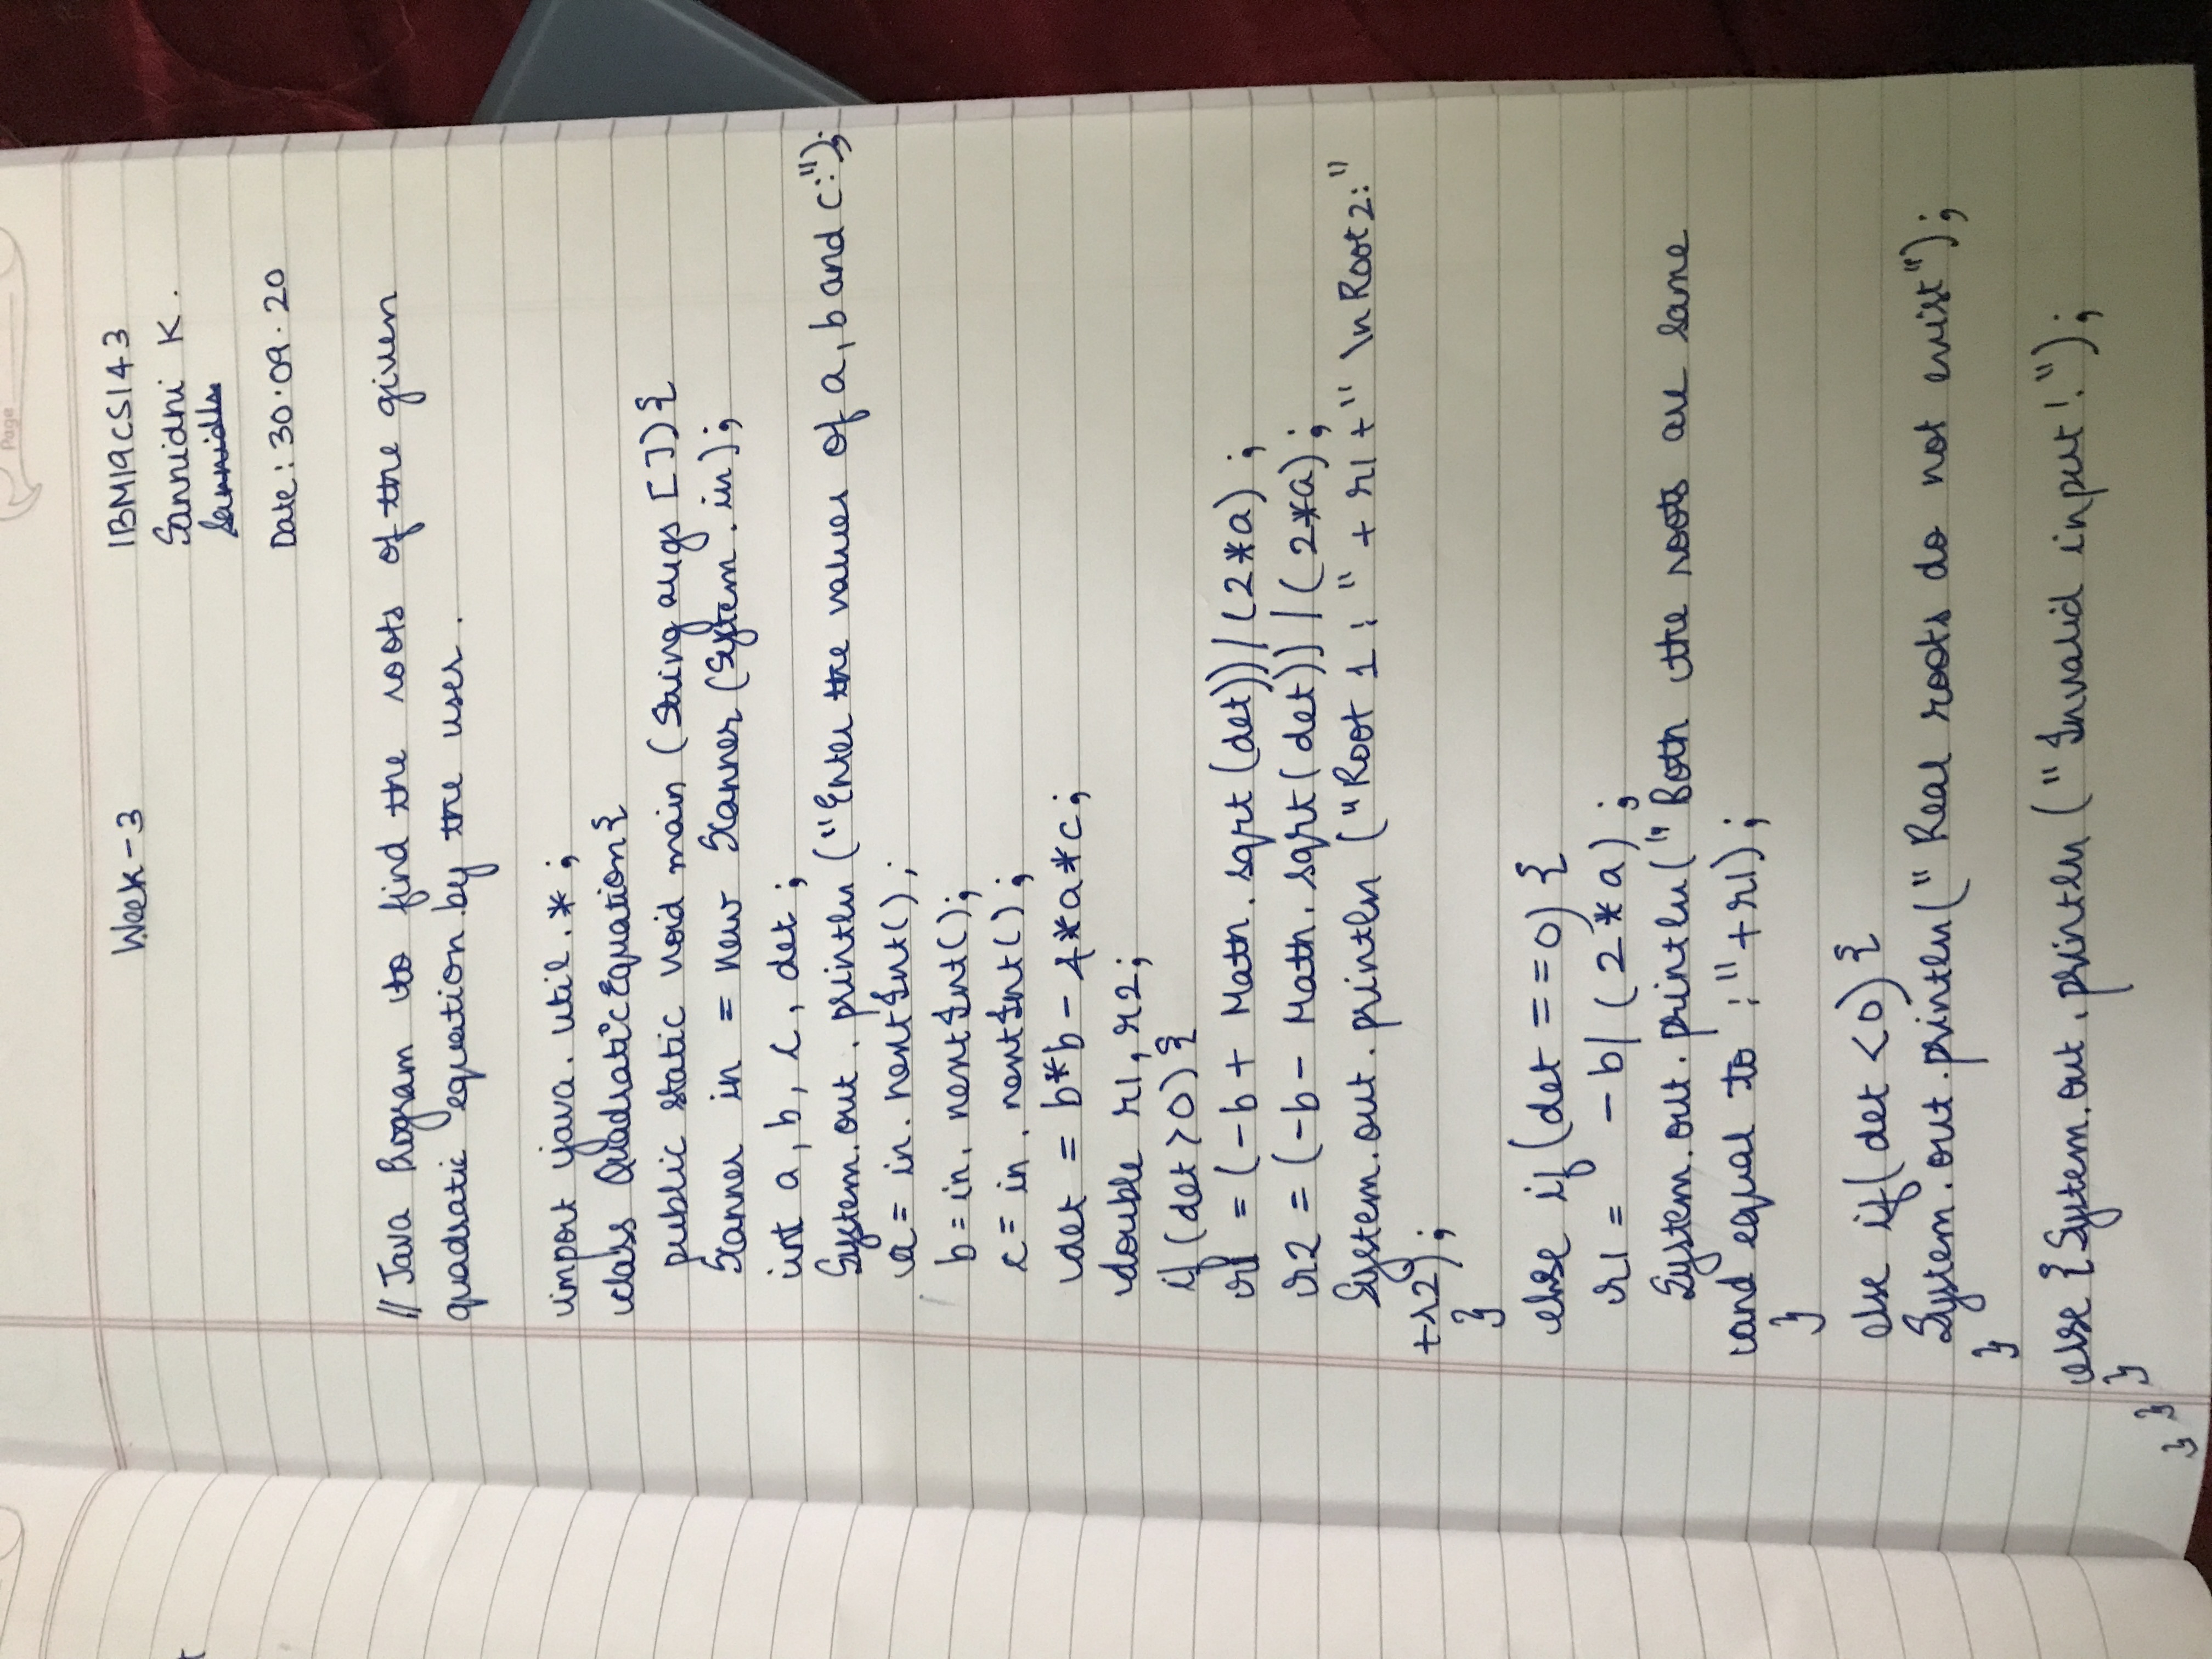 Page
Week-3
1BM19CS143
Sannidhi K.
Date: 30.09.20
// Java Program to find the roots of the given
quadratic equation by the user.
import java.util.*;
class QuadraticEquation{
public static void main (String args []){
Scanner in = new Scanner (System.in);
int a, b, c, det;
System.out.println ("Enter the values of a, b and c:");
a = in.nextInt();
b = in.nextInt();
c = in.nextInt();
det = b*b - 4*a*c;
double r1, r2;
if (det > 0) {
r1 = (-b + Math.sqrt(det))/(2*a);
r2 = (-b - Math.sqrt(det))/(2*a);
System.out.println ("Root 1: " + r1 + " \n Root 2:"
+r2);
}
else if (det == 0) {
r1 = -b/(2*a);
System.out.println(" Both the roots are same
and equal to :"+r1);
}
else if (det < 0) {
System.out.println(" Real roots do not exist");
}
else {System.out.println ("Invalid input!");
}
} }